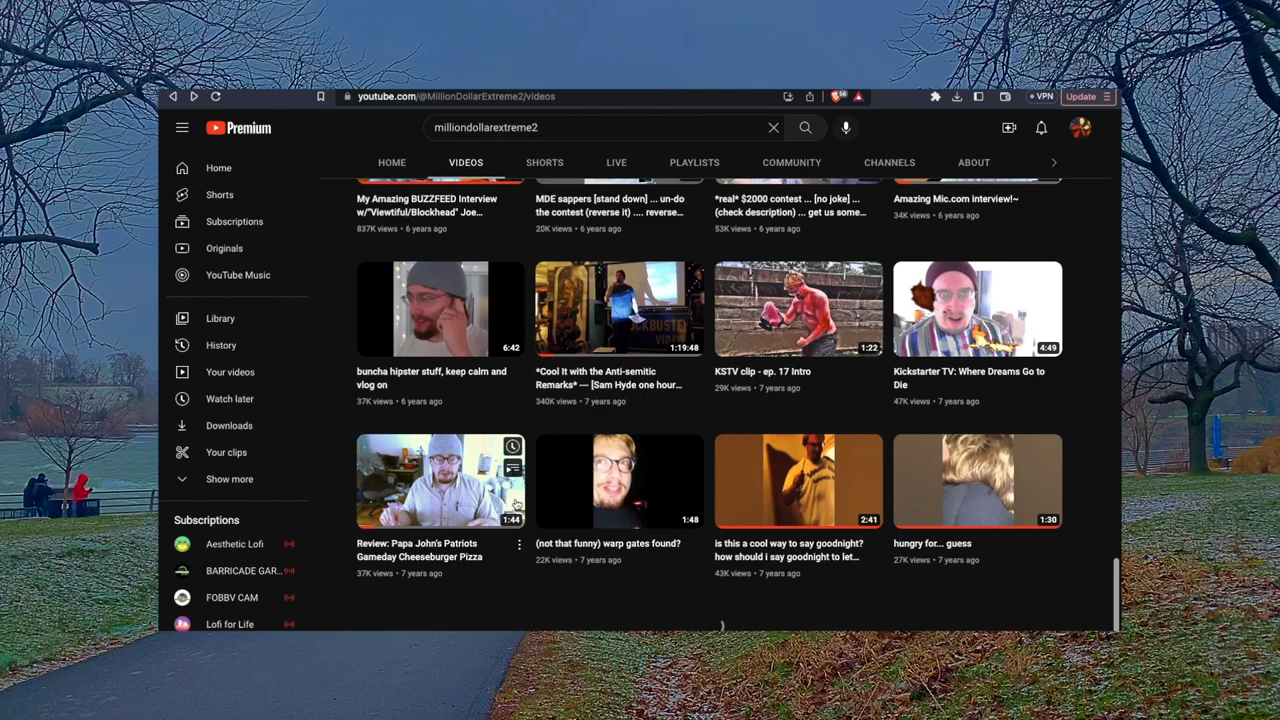 youtube.com/@MillionDollarExtreme2/videos
66
VPN
Update
Premium
milliondollarextreme2
HOME
VIDEOS
SHORTS
LIVE
PLAYLISTS
COMMUNITY
CHANNELS
ABOUT
Home
Shorts
Subscriptions
Originals
YouTube Music
Library
History
Your videos
Watch later
Downloads
Your clips
Show more
Subscriptions
Aesthetic Lofi
BARRICADE GAR...
FOBBV CAM
Lofi for Life
My Amazing BUZZFEED Interview
w/"Viewtiful/Blockhead" Joe...
837K views • 6 years ago
MDE sappers [stand down] ... un-do
the contest (reverse it) .... reverse...
20K views • 6 years ago
*real* $2000 contest ... [no joke] ...
(check description) ... get us some...
53K views • 6 years ago
Amazing Mic.com interview!~
34K views • 6 years ago
6:42
buncha hipster stuff, keep calm and
vlog on
37K views • 6 years ago
1:19:48
*Cool It with the Anti-semitic
Remarks* --- [Sam Hyde one hour...
340K views • 7 years ago
1:22
KSTV clip - ep. 17 Intro
29K views • 7 years ago
4:49
Kickstarter TV: Where Dreams Go to
Die
47K views • 7 years ago
1:44
Review: Papa John's Patriots
Gameday Cheeseburger Pizza
37K views • 7 years ago
1:48
(not that funny) warp gates found?
22K views • 7 years ago
2:41
is this a cool way to say goodnight?
how should i say goodnight to let...
43K views • 7 years ago
1:30
hungry for... guess
27K views • 7 years ago